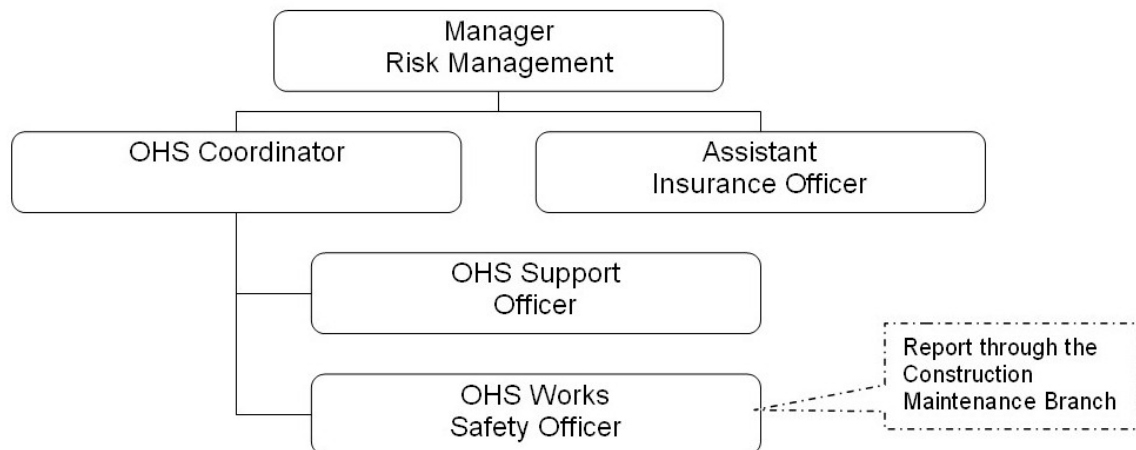 Manager
Risk Management
OHS Coordinator
Assistant
Insurance Officer
OHS Support
Officer
OHS Works
Safety Officer
Report through the
Construction
Maintenance Branch